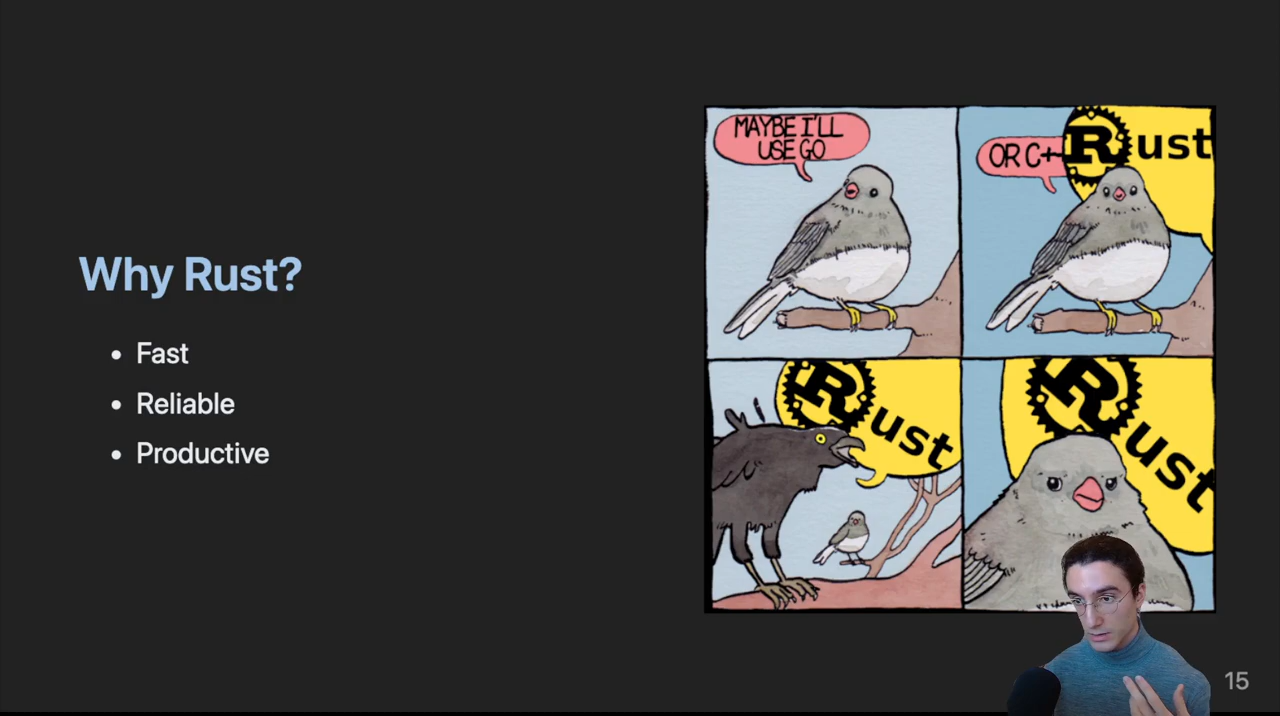 Why Rust?
• Fast
• Reliable
• Productive
MAYBE I'LL
USE GO
OR C+
Rust
Rust
Rust
15